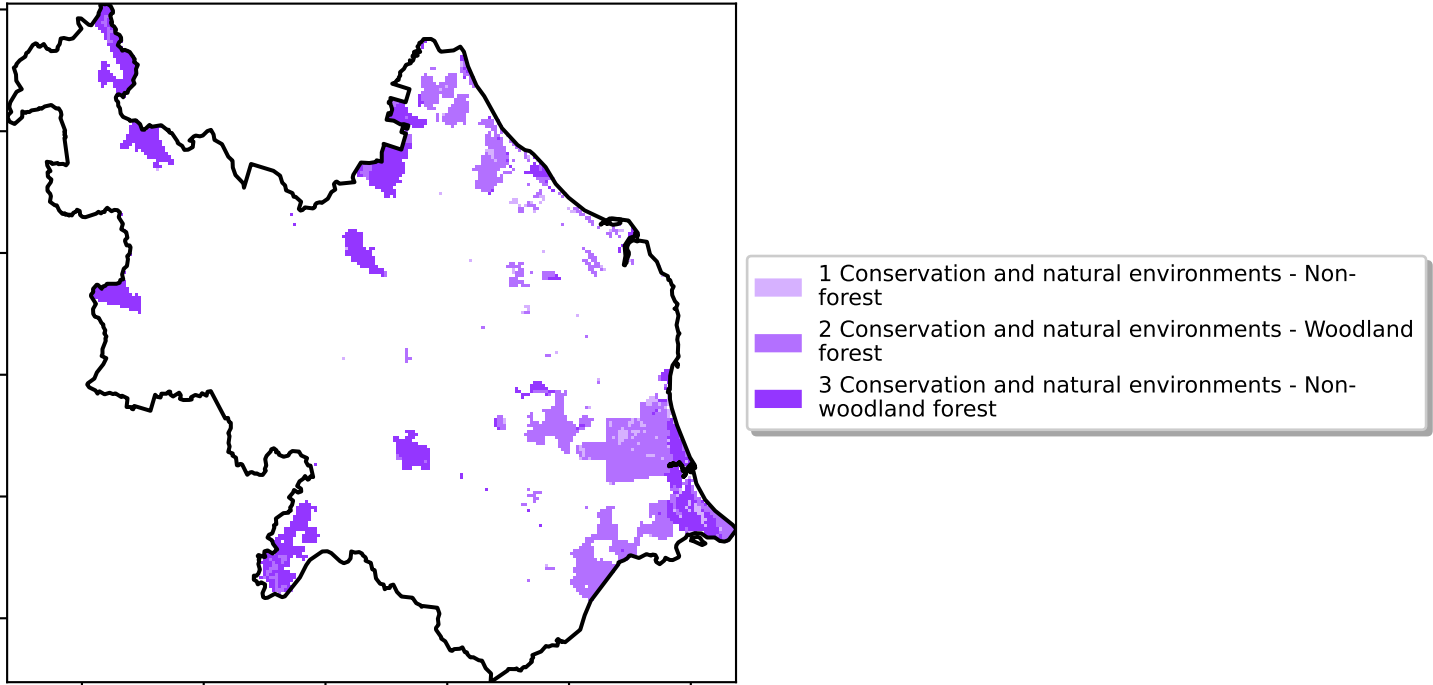 1 Conservation and natural environments - Non-
forest
2 Conservation and natural environments - Woodland
forest
3 Conservation and natural environments - Non-
woodland forest